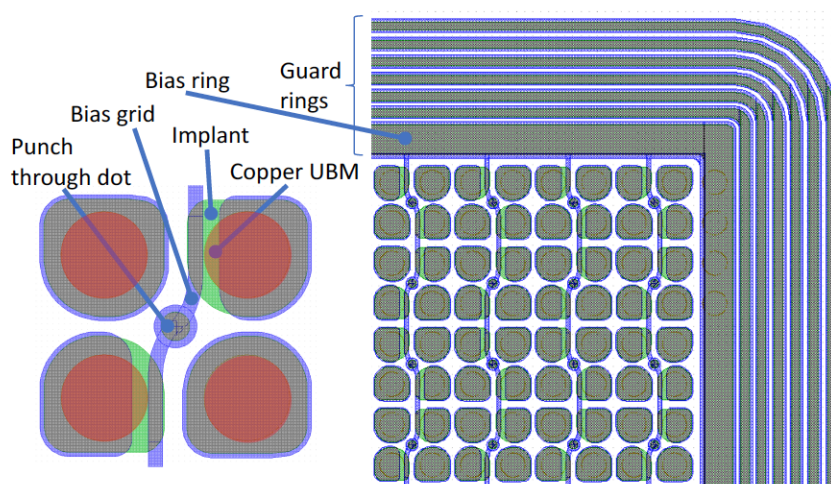 Bias ring
Guard
rings
Bias grid
Implant
Punch
through dot
Copper UBM